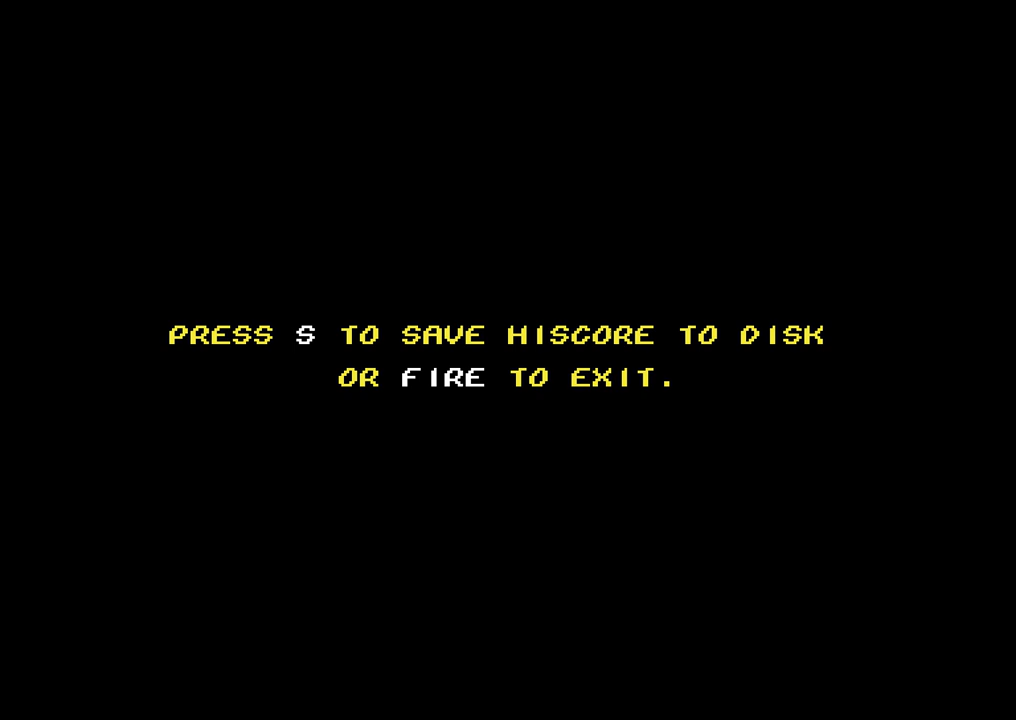 PRESS S TO SAVE HISCORE TO DISK
OR FIRE TO EXIT.